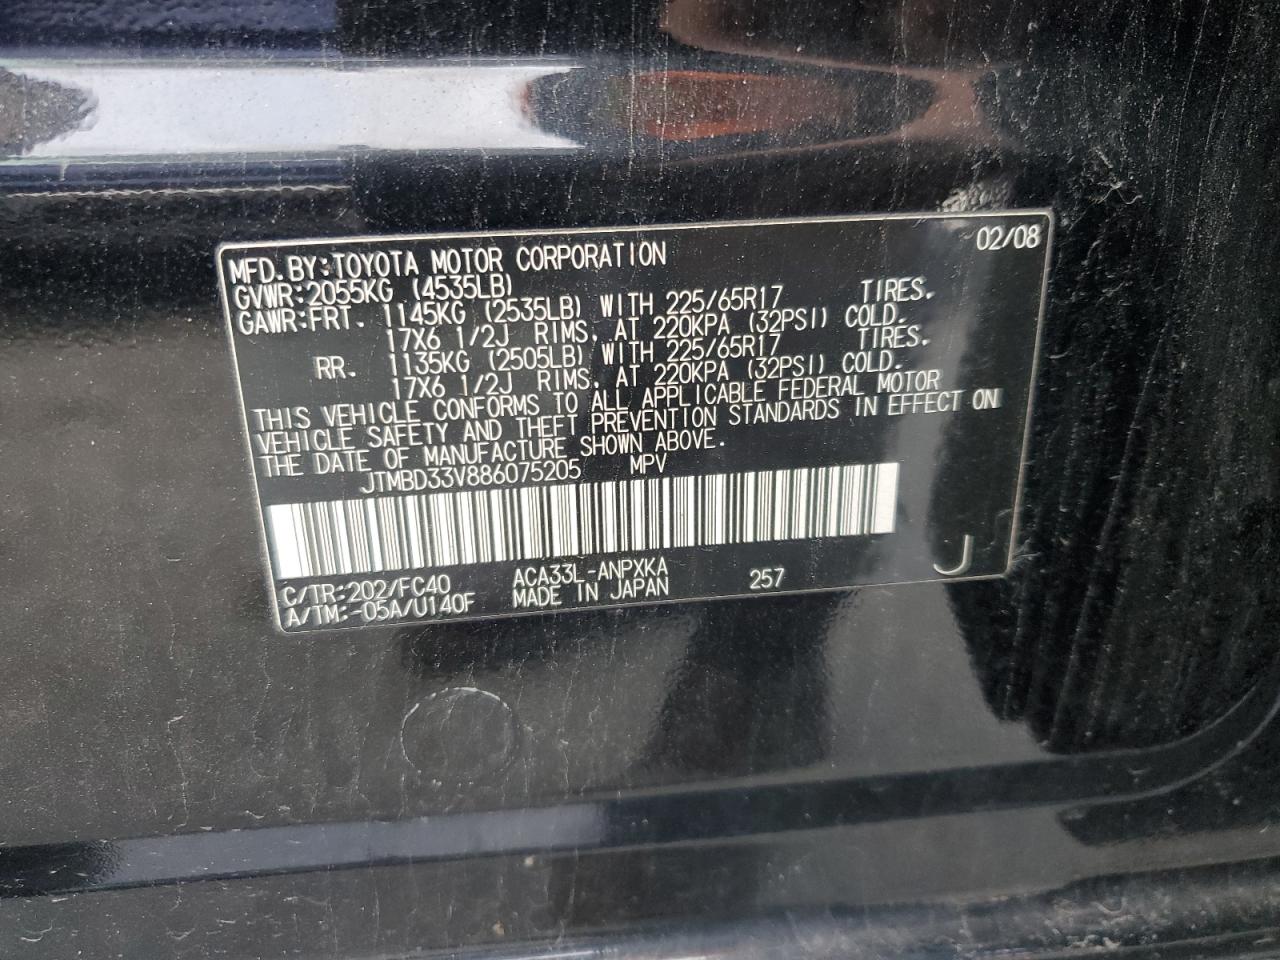 02/08
MFD.BY:TOYOTA MOTOR CORPORATION
GVWR:2055KG (4535LB)
GAWR:FRT. 1145KG (2535LB) WITH 225/65R17 TIRES.
17X6 1/2J RIMS, AT 220KPA (32PSI) COLD.
RR. 1135KG (2505LB) WITH 225/65R17 TIRES.
17X6 1/2J RIMS, AT 220KPA (32PSI) COLD.
THIS VEHICLE CONFORMS TO ALL APPLICABLE FEDERAL MOTOR
VEHICLE SAFETY AND THEFT PREVENTION STANDARDS IN EFFECT ON
THE DATE OF MANUFACTURE SHOWN ABOVE.
JTMBD33V886075205 MPV
C/TR:202/FC40 ACA33L-ANPXKA 257 J
A/TM:-05A/U140F MADE IN JAPAN